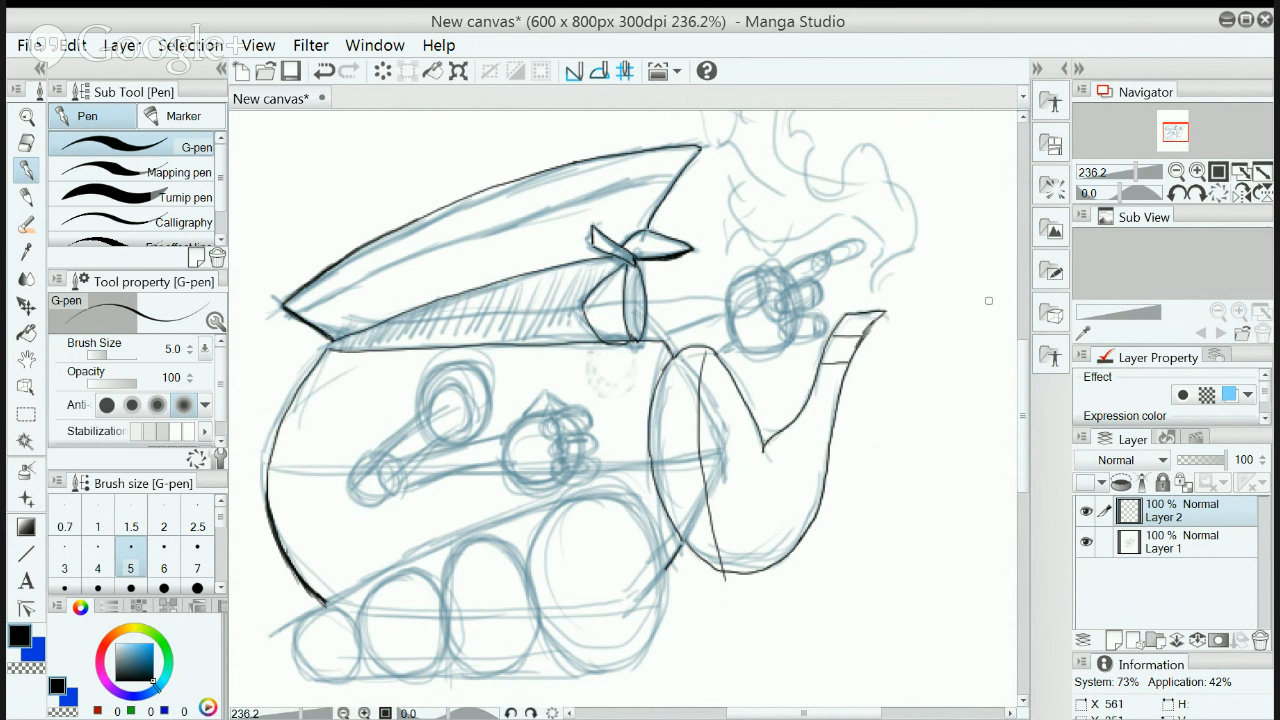 New canvas* (600 x 800px 300dpi 236.2%) - Manga Studio
File Edit Layer Selection View Filter Window Help
Google+
Sub Tool [Pen]
New canvas*
Navigator
Pen Marker
G-pen
Mapping pen
Turnip pen
Calligraphy
236.2
0.0
Sub View
Tool property [G-pen]
G-pen
Brush Size 5.0
Opacity 100
Anti-
Stabilization
Layer Property
Effect
Expression color
Layer
Normal 100
Brush size [G-pen]
0.7 1 1.5 2 2.5
3 4 5 6 7
100 % Normal
Layer 2
100 % Normal
Layer 1
Information
System: 73% Application: 42%
X 561 W:
H:
0 0 0
236.2 0.0